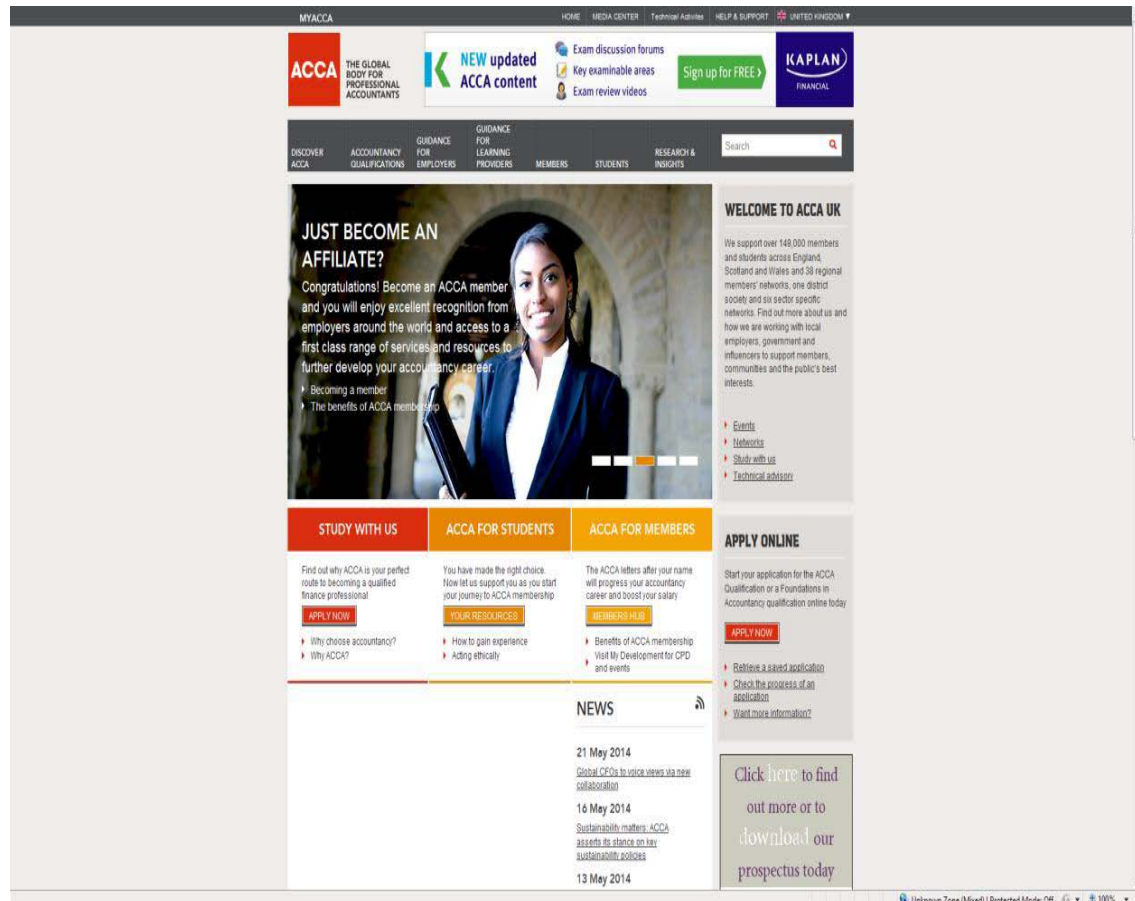 MYACCA
HOME
MEDIA CENTER
Technical Activites
HELP & SUPPORT
UNITED KINGDOM ▼
ACCA
THE GLOBAL
BODY FOR
PROFESSIONAL
ACCOUNTANTS
NEW updated
ACCA content
Exam discussion forums
Key examinable areas
Exam review videos
Sign up for FREE >
KAPLAN
FINANCIAL
DISCOVER
ACCA
ACCOUNTANCY
QUALIFICATIONS
GUIDANCE
FOR
EMPLOYERS
GUIDANCE
FOR
LEARNING
PROVIDERS
MEMBERS
STUDENTS
RESEARCH &
INSIGHTS
Search
JUST BECOME AN
AFFILIATE?
Congratulations! Become an ACCA member
and you will enjoy excellent recognition from
employers around the world and access to a
first class range of services and resources to
further develop your accountancy career.
Becoming a member
The benefits of ACCA membership
WELCOME TO ACCA UK
We support over 149,000 members
and students across England,
Scotland and Wales and 38 regional
members' networks, one district
society and six sector specific
networks. Find out more about us and
how we are working with local
employers, government and
influencers to support members,
communities and the public's best
interests.
Events
Networks
Study with us
Technical advisory
STUDY WITH US
Find out why ACCA is your perfect
route to becoming a qualified
finance professional
APPLY NOW
Why choose accountancy?
Why ACCA?
ACCA FOR STUDENTS
You have made the right choice.
Now let us support you as you start
your journey to ACCA membership
YOUR RESOURCES
How to gain experience
Acting ethically
ACCA FOR MEMBERS
The ACCA letters after your name
will progress your accountancy
career and boost your salary
MEMBERS HUB
Benefits of ACCA membership
Visit My Development for CPD
and events
APPLY ONLINE
Start your application for the ACCA
Qualification or a Foundations in
Accountancy qualification online today
APPLY NOW
Retrieve a saved application
Check the progress of an
application
Want more information?
NEWS
21 May 2014
Global CFOs to voice views via new
collaboration
16 May 2014
Sustainability matters: ACCA
asserts its stance on key
sustainability policies
13 May 2014
Click here to find
out more or to
download our
prospectus today
Unknown Zone (Mixed) | Protected Mode: Off
100%